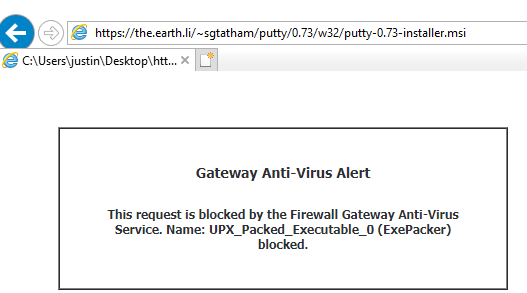 https://the.earth.li/~sgtatham/putty/0.73/w32/putty-0.73-installer.msi
C:\Users\justin\Desktop\htt...
Gateway Anti-Virus Alert
This request is blocked by the Firewall Gateway Anti-Virus
Service. Name: UPX_Packed_Executable_0 (ExePacker)
blocked.